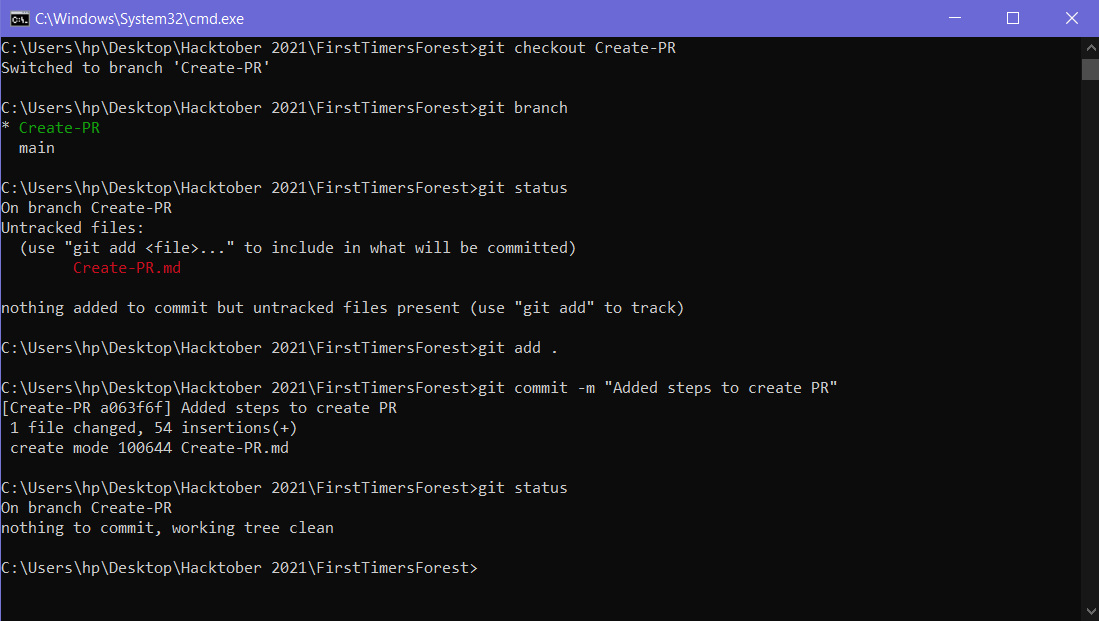 C:\Windows\System32\cmd.exe
C:\Users\hp\Desktop\Hacktober 2021\FirstTimersForest>git checkout Create-PR
Switched to branch 'Create-PR'
C:\Users\hp\Desktop\Hacktober 2021\FirstTimersForest>git branch
* Create-PR
  main
C:\Users\hp\Desktop\Hacktober 2021\FirstTimersForest>git status
On branch Create-PR
Untracked files:
  (use "git add <file>..." to include in what will be committed)
        Create-PR.md
nothing added to commit but untracked files present (use "git add" to track)
C:\Users\hp\Desktop\Hacktober 2021\FirstTimersForest>git add .
C:\Users\hp\Desktop\Hacktober 2021\FirstTimersForest>git commit -m "Added steps to create PR"
[Create-PR a063f6f] Added steps to create PR
 1 file changed, 54 insertions(+)
 create mode 100644 Create-PR.md
C:\Users\hp\Desktop\Hacktober 2021\FirstTimersForest>git status
On branch Create-PR
nothing to commit, working tree clean
C:\Users\hp\Desktop\Hacktober 2021\FirstTimersForest>